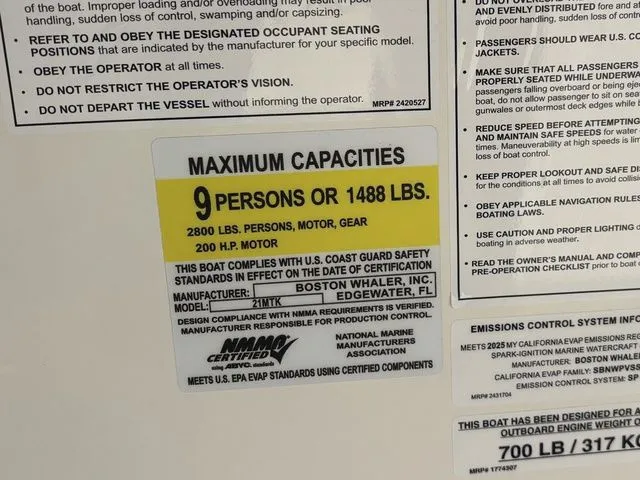 of the boat. Improper loading and/or overloading may result in poor
handling, sudden loss of control, swamping and/or capsizing.
• REFER TO AND OBEY THE DESIGNATED OCCUPANT SEATING
POSITIONS that are indicated by the manufacturer for your specific model.
• OBEY THE OPERATOR at all times.
• DO NOT RESTRICT THE OPERATOR'S VISION.
• DO NOT DEPART THE VESSEL without informing the operator.
MRP# 2420527
MAXIMUM CAPACITIES
9 PERSONS OR 1488 LBS.
2800 LBS. PERSONS, MOTOR, GEAR
200 H.P. MOTOR
THIS BOAT COMPLIES WITH U.S. COAST GUARD SAFETY
STANDARDS IN EFFECT ON THE DATE OF CERTIFICATION
MANUFACTURER: BOSTON WHALER, INC.
MODEL: 21MTK EDGEWATER, FL
DESIGN COMPLIANCE WITH NMMA REQUIREMENTS IS VERIFIED.
MANUFACTURER RESPONSIBLE FOR PRODUCTION CONTROL.
NMMA
CERTIFIED
using ABYC standards
NATIONAL MARINE
MANUFACTURERS
ASSOCIATION
MEETS U.S. EPA EVAP STANDARDS USING CERTIFIED COMPONENTS
AND EVENLY DISTRIBUTED fore and af
avoid poor handling, sudden loss of contr
• PASSENGERS SHOULD WEAR U.S. CO
JACKETS.
• MAKE SURE THAT ALL PASSENGERS
PROPERLY SEATED WHILE UNDERWA
passengers falling overboard or being eje
boat, do not allow passenger to sit on sea
gunwales or outermost deck edges while b
• REDUCE SPEED BEFORE ATTEMPTING
AND MAINTAIN SAFE SPEEDS for water
times. Maneuverability at high speeds is lim
loss of boat control.
• KEEP PROPER LOOKOUT AND SAFE DI
for the conditions at all times to avoid collisi
• OBEY APPLICABLE NAVIGATION RULES
BOATING LAWS.
• USE CAUTION AND PROPER LIGHTING
boating in adverse weather.
• READ THE OWNER'S MANUAL AND COMP
PRE-OPERATION CHECKLIST prior to boat
EMISSIONS CONTROL SYSTEM INFO
MEETS 2025 MY CALIFORNIA EVAP EMISSIONS REG
SPARK-IGNITION MARINE WATERCRAFT
MANUFACTURER: BOSTON WHALE
CALIFORNIA EVAP FAMILY: SBNWPVSS
EMISSION CONTROL SYSTEM: SP
MRP# 2431704
THIS BOAT HAS BEEN DESIGNED FOR A
OUTBOARD ENGINE WEIGHT O
700 LB / 317 KG
MRP# 1774307